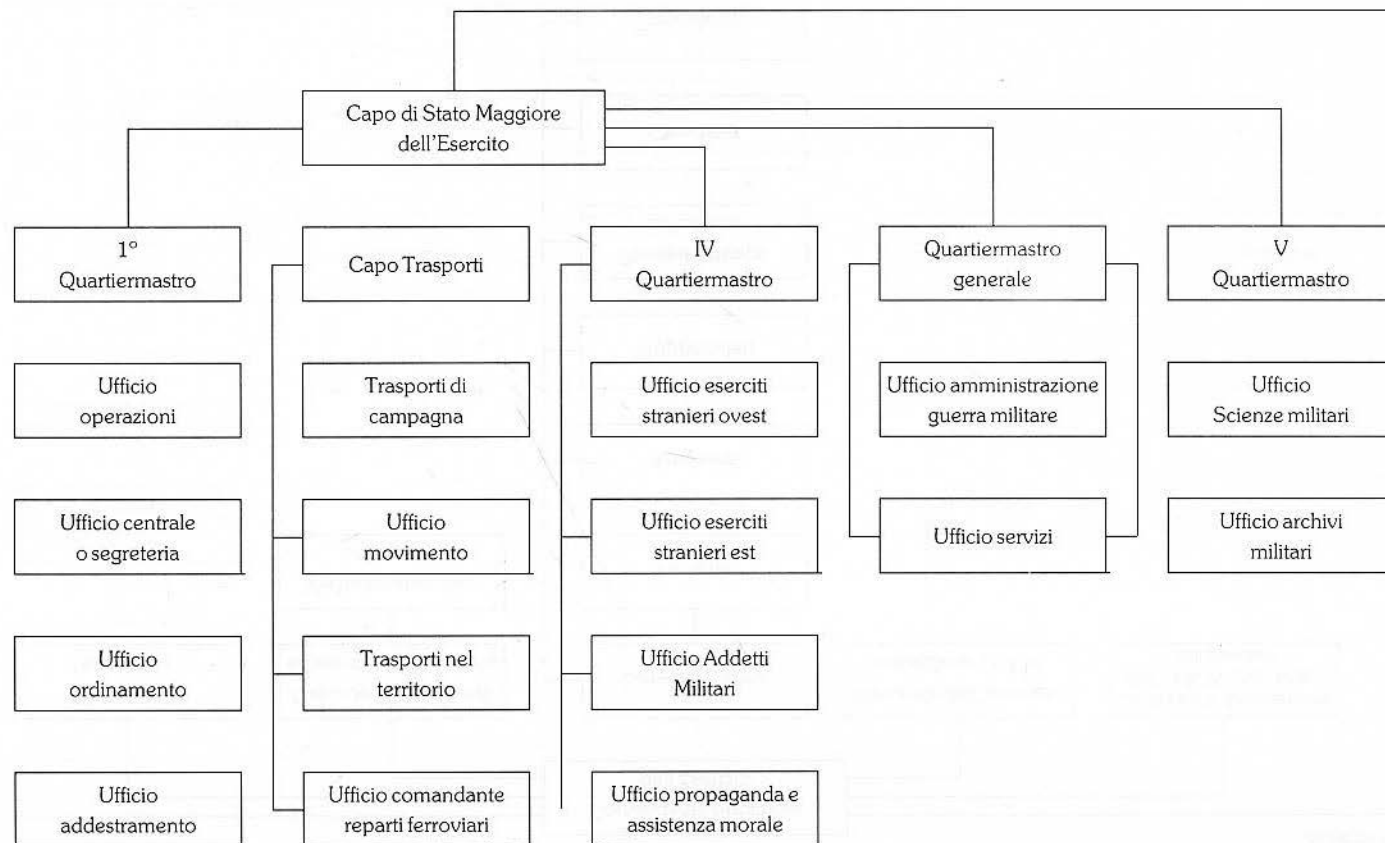 Capo di Stato Maggiore
dell'Esercito
1°
Quartiermastro
Capo Trasporti
IV
Quartiermastro
Quartiermastro
generale
V
Quartiermastro
Ufficio
operazioni
Trasporti di
campagna
Ufficio eserciti
stranieri ovest
Ufficio amministrazione
guerra militare
Ufficio
Scienze militari
Ufficio centrale
o segreteria
Ufficio
movimento
Ufficio eserciti
stranieri est
Ufficio servizi
Ufficio archivi
militari
Ufficio
ordinamento
Trasporti nel
territorio
Ufficio Addetti
Militari
Ufficio
addestramento
Ufficio comandante
reparti ferroviari
Ufficio propaganda e
assistenza morale